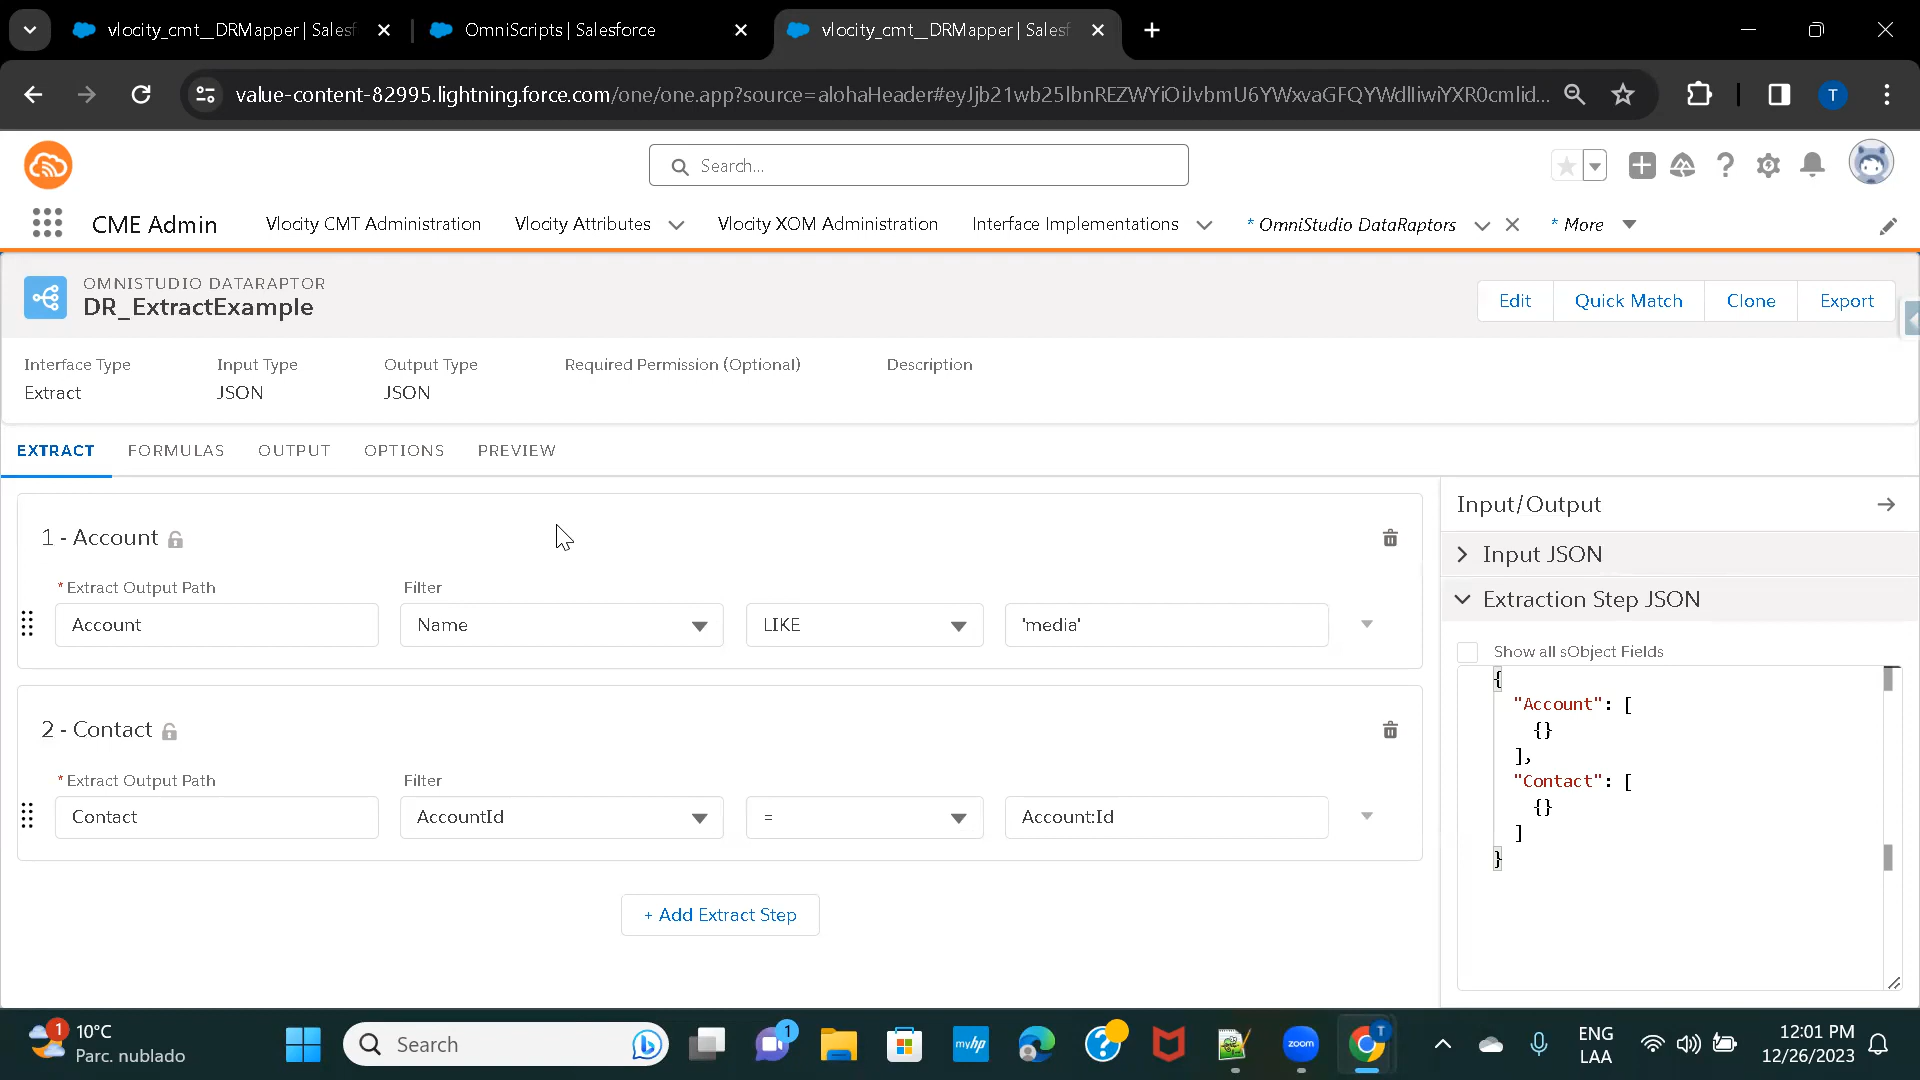 vlocity_cmt__DRMapper | Salesf
OmniScripts | Salesforce
vlocity_cmt__DRMapper | Salesf
value-content-82995.lightning.force.com/one/one.app?source=alohaHeader#
T
Search...
CME Admin
Vlocity CMT Administration
Vlocity Attributes
Vlocity XOM Administration
Interface Implementations
* OmniStudio DataRaptors
* More
OMNISTUDIO DATARAPTOR
DR_ExtractExample
Edit
Quick Match
Clone
Export
Interface Type
Input Type
Output Type
Required Permission (Optional)
Description
Extract
JSON
JSON
EXTRACT
FORMULAS
OUTPUT
OPTIONS
PREVIEW
1 - Account
* Extract Output Path
Filter
Account
Name
LIKE
'media'
2 - Contact
* Extract Output Path
Filter
Contact
AccountId
=
Account:Id
+ Add Extract Step
Input/Output
Input JSON
Extraction Step JSON
Show all sObject Fields
{
"Account": [
{}
],
"Contact": [
{}
]
}
1
10°C
Parc. nublado
Search
1
myhp
zoom
T
ENG
LAA
12:01 PM
12/26/2023